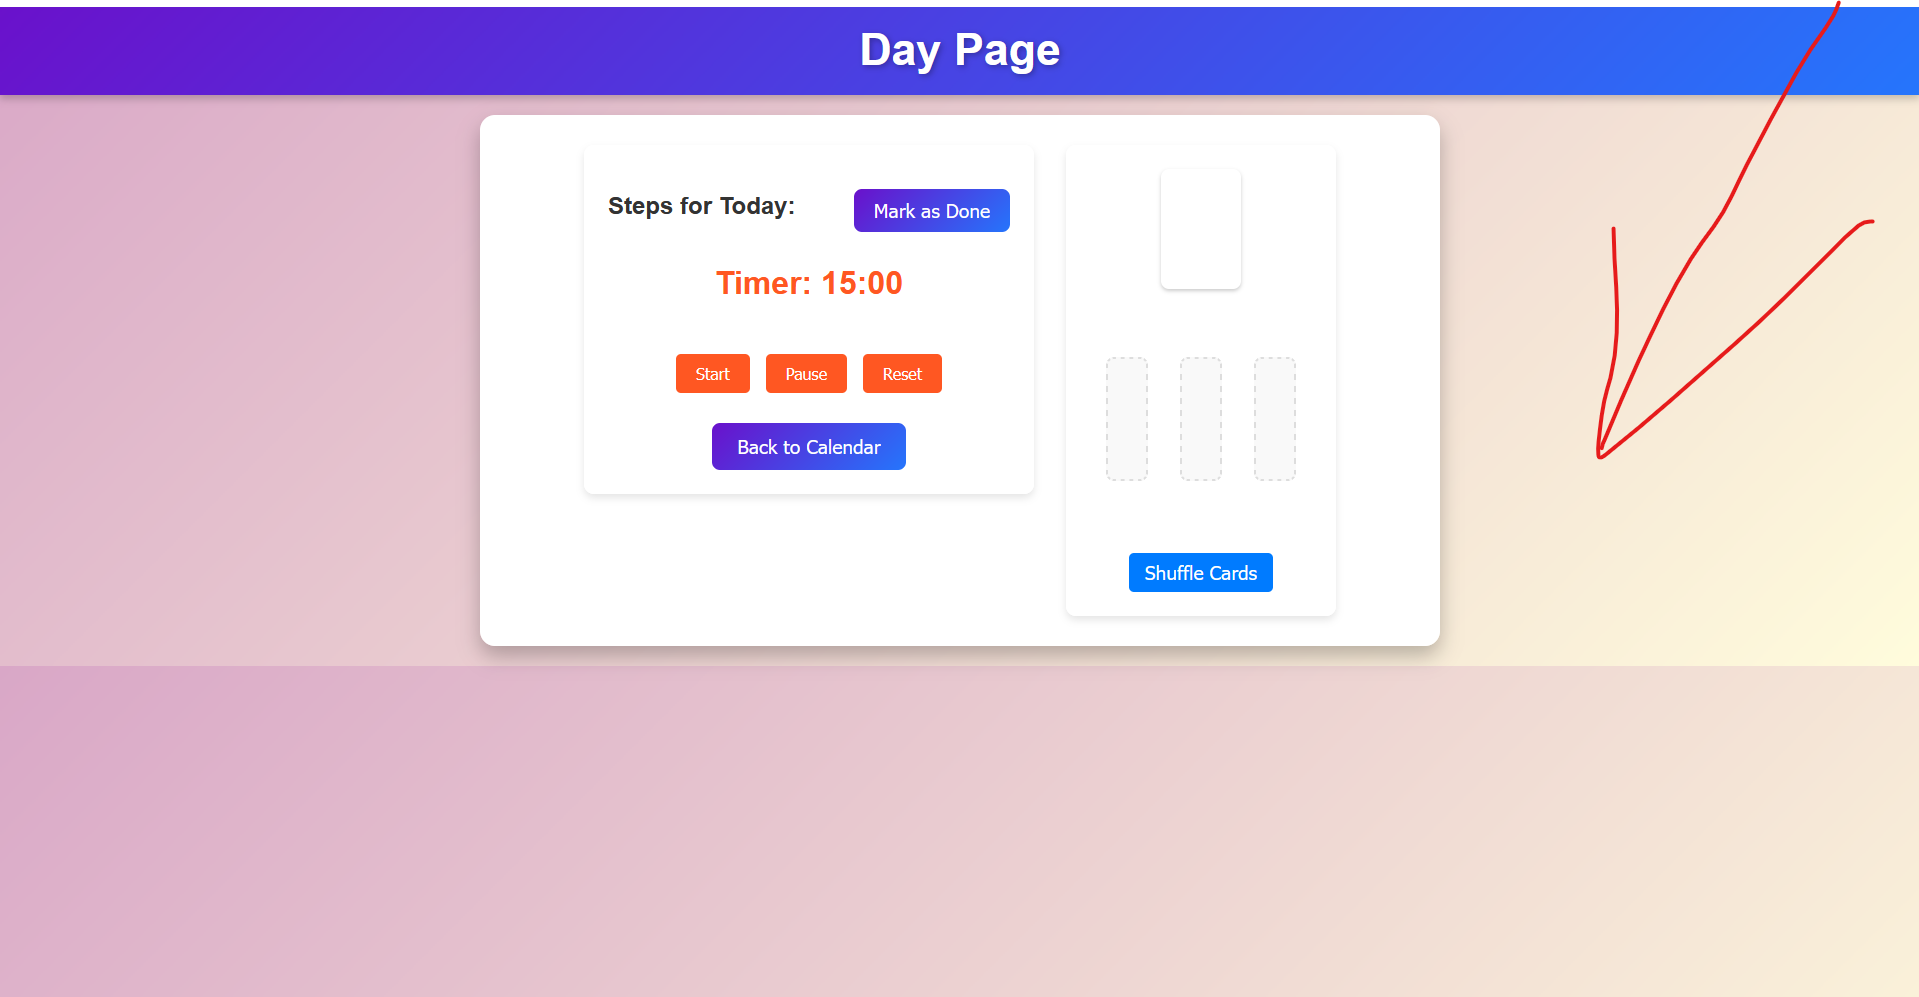 Day Page
Steps for Today:
Mark as Done
Timer: 15:00
Start
Pause
Reset
Back to Calendar
Shuffle Cards